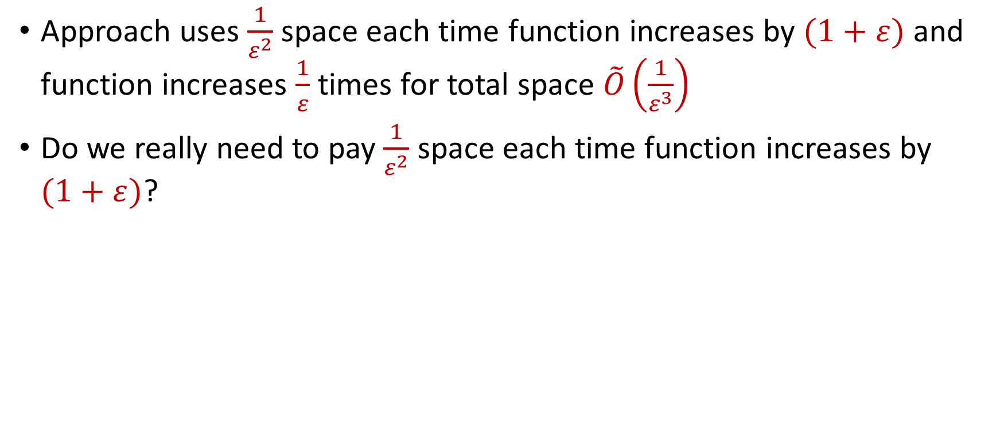 • Approach uses $\frac{1}{\varepsilon^2}$ space each time function increases by $(1 + \varepsilon)$ and
function increases $\frac{1}{\varepsilon}$ times for total space $\tilde{O}\left(\frac{1}{\varepsilon^3}\right)$
• Do we really need to pay $\frac{1}{\varepsilon^2}$ space each time function increases by
$(1 + \varepsilon)$?